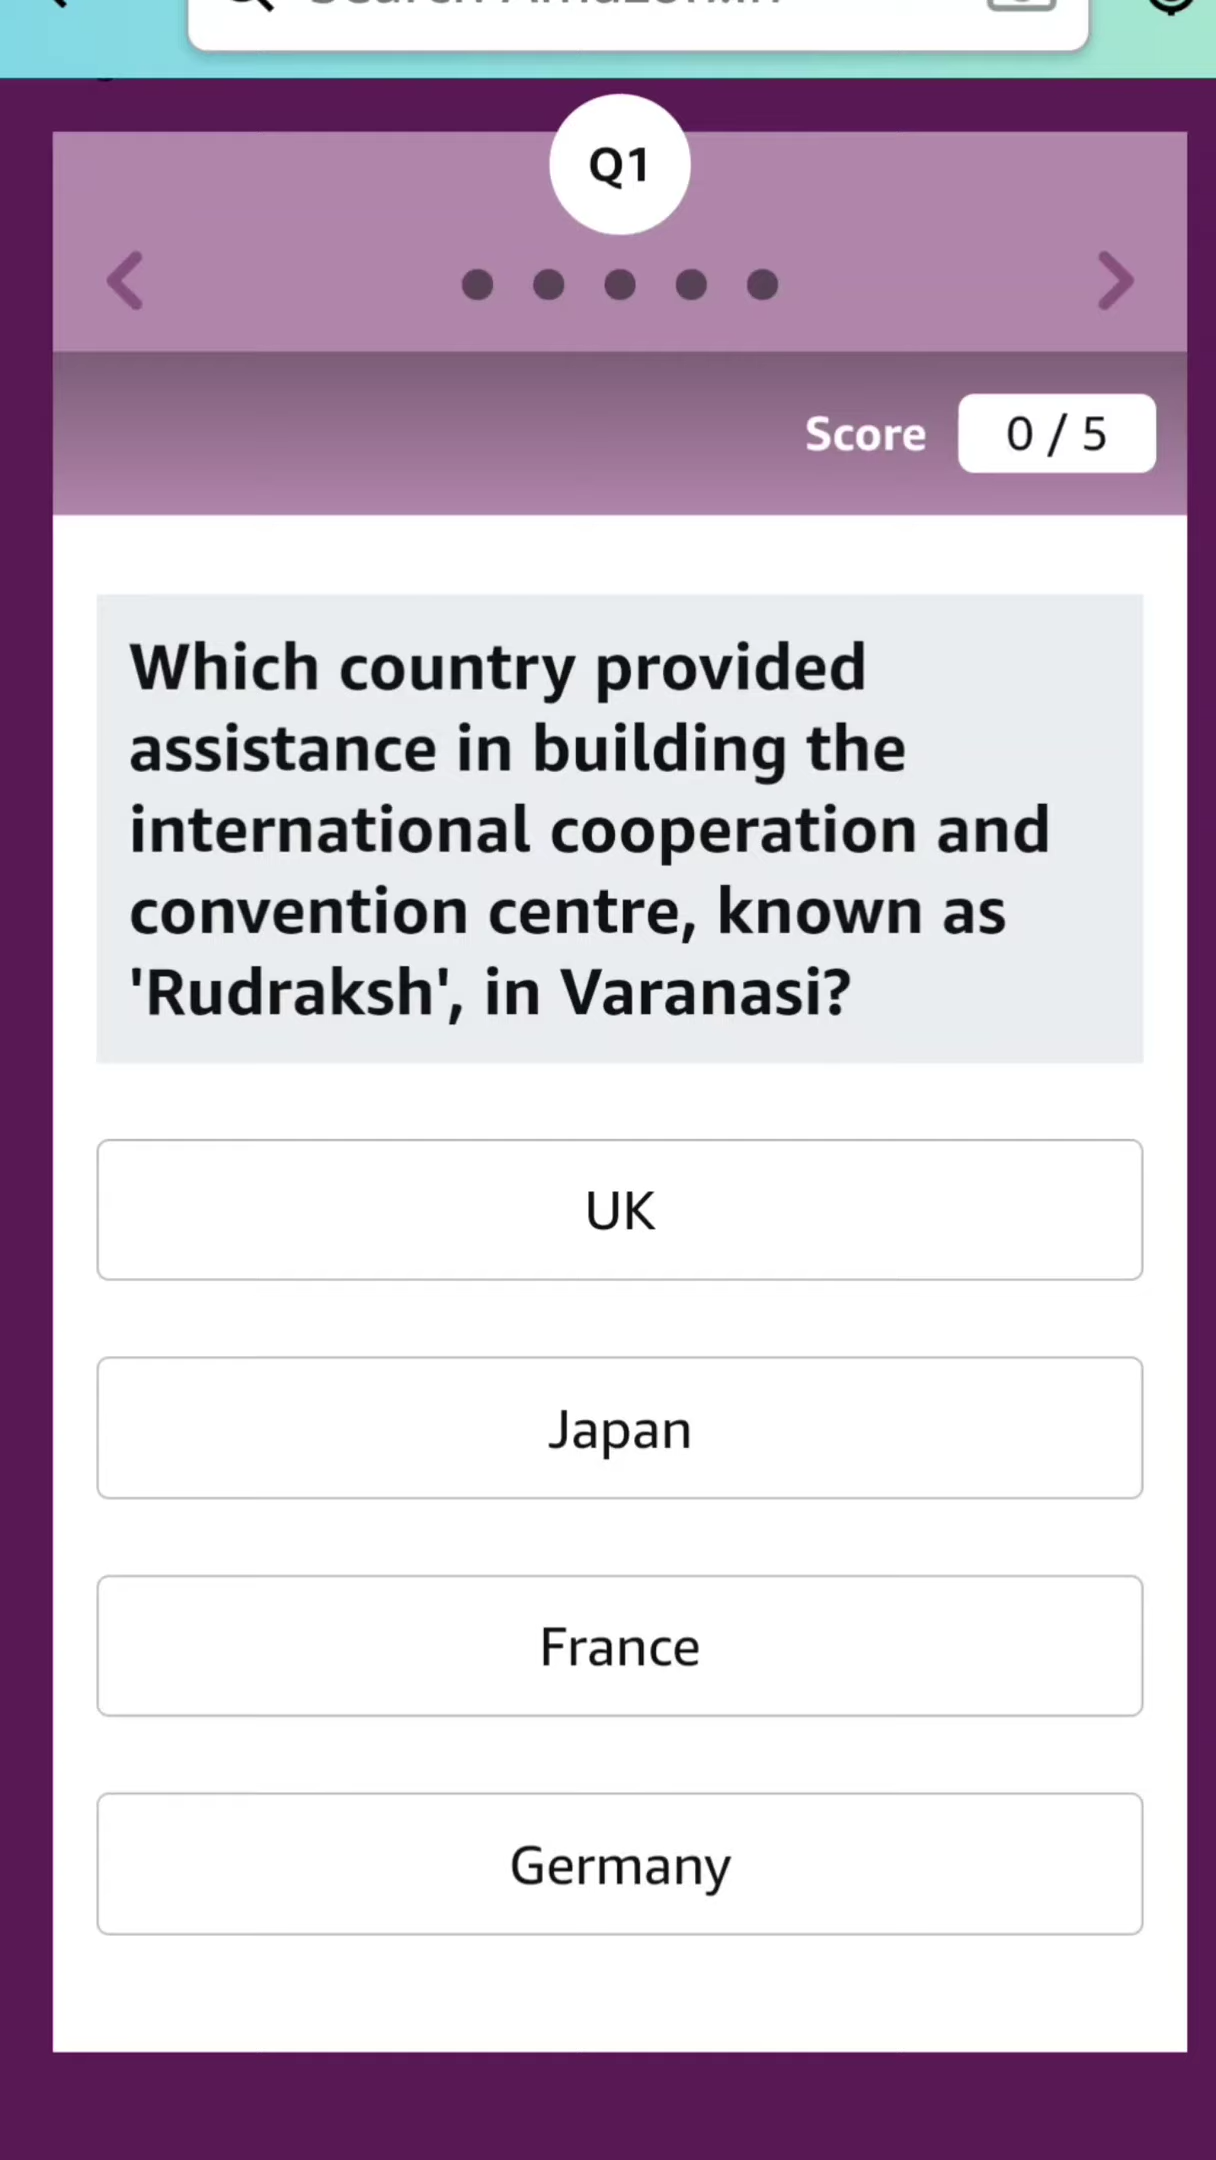 Q1
Score 0 / 5
Which country provided
assistance in building the
international cooperation and
convention centre, known as
'Rudraksh', in Varanasi?
UK
Japan
France
Germany